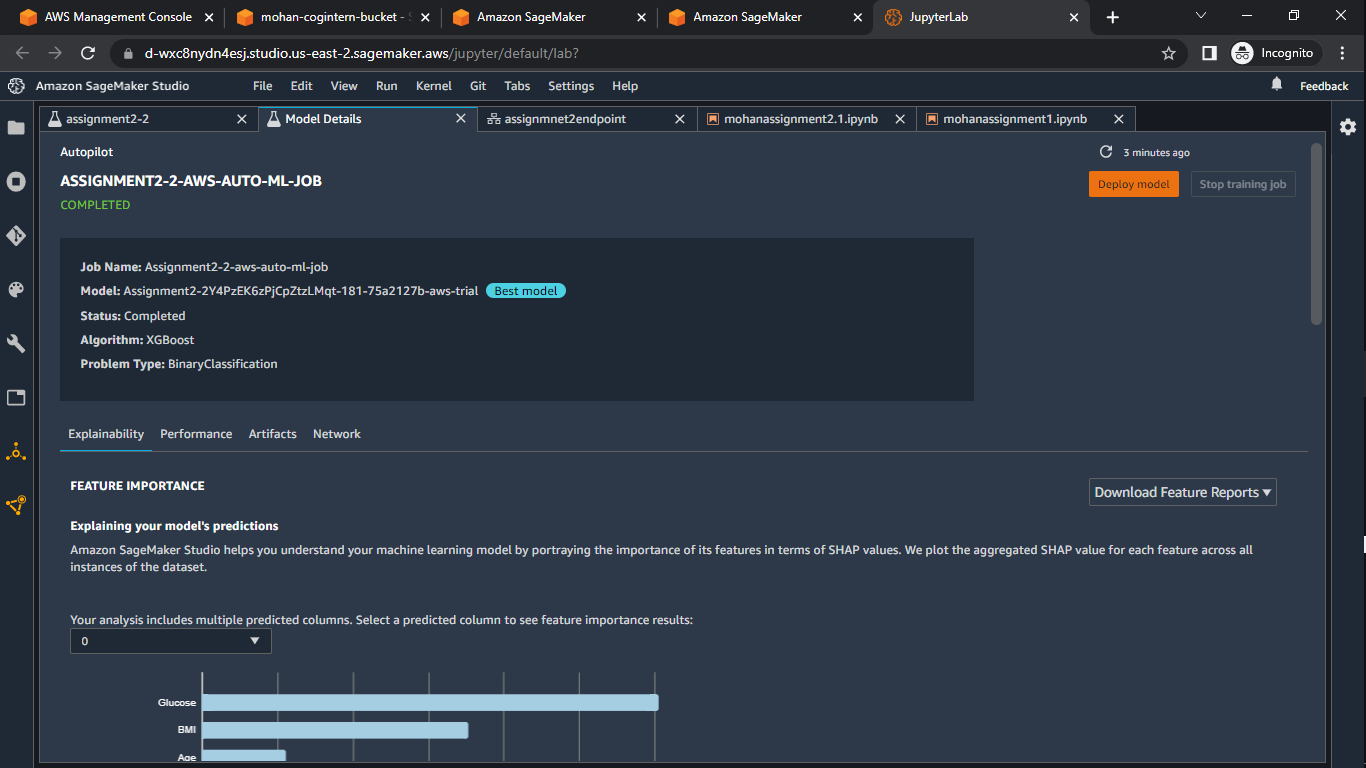 AWS Management Console
mohan-cogintern-bucket -
Amazon SageMaker
Amazon SageMaker
JupyterLab
d-wxc8nydn4esj.studio.us-east-2.sagemaker.aws/jupyter/default/lab?
Incognito
Amazon SageMaker Studio
File Edit View Run Kernel Git Tabs Settings Help
Feedback
assignment2-2
Model Details
assignmnet2endpoint
mohanassignment2.1.ipynb
mohanassignment1.ipynb
Autopilot
3 minutes ago
ASSIGNMENT2-2-AWS-AUTO-ML-JOB
Deploy model
Stop training job
COMPLETED
Job Name: Assignment2-2-aws-auto-ml-job
Model: Assignment2-2Y4PzEK6zPjCpZtzLMqt-181-75a2127b-aws-trial Best model
Status: Completed
Algorithm: XGBoost
Problem Type: BinaryClassification
Explainability Performance Artifacts Network
FEATURE IMPORTANCE
Download Feature Reports
Explaining your model's predictions
Amazon SageMaker Studio helps you understand your machine learning model by portraying the importance of its features in terms of SHAP values. We plot the aggregated SHAP value for each feature across all
instances of the dataset.
Your analysis includes multiple predicted columns. Select a predicted column to see feature importance results:
0
Glucose
BMI
Age